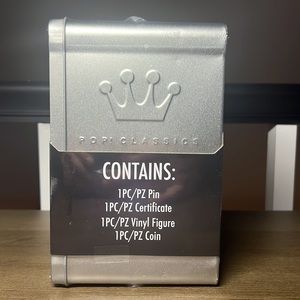 POP! CLASSICS
CONTAINS:
1PC/PZ Pin
1PC/PZ Certificate
1PC/PZ Vinyl Figure
1PC/PZ Coin